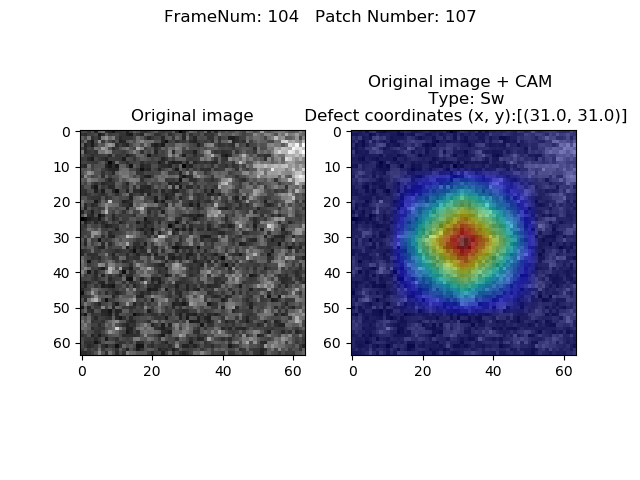 FrameNum: 104   Patch Number: 107
Original image
0
10
20
30
40
50
60
0 20 40 60
Original image + CAM
Type: Sw
Defect coordinates (x, y):[(31.0, 31.0)]
0
10
20
30
40
50
60
0 20 40 60